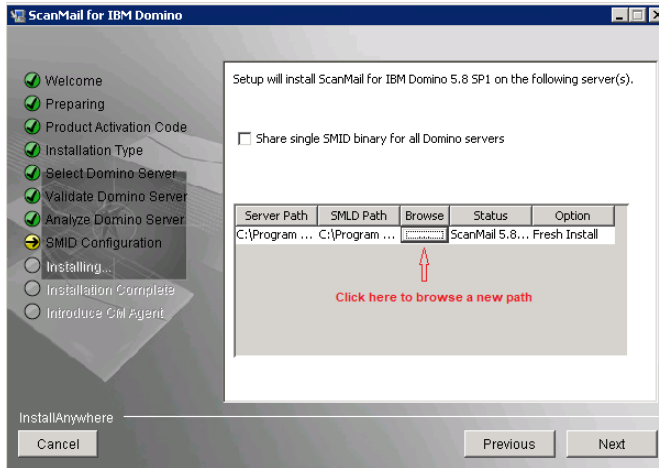 ScanMail for IBM Domino
Welcome
Preparing
Product Activation Code
Installation Type
Select Domino Server
Validate Domino Server
Analyze Domino Server
SMID Configuration
Installing...
Installation Complete
Introduce CM Agent
Setup will install ScanMail for IBM Domino 5.8 SP1 on the following server(s).
Share single SMID binary for all Domino servers
Server Path SMLD Path Browse Status Option
C:\Program ... C:\Program ... ........... ScanMail 5.8... Fresh Install
Click here to browse a new path
InstallAnywhere
Cancel Previous Next